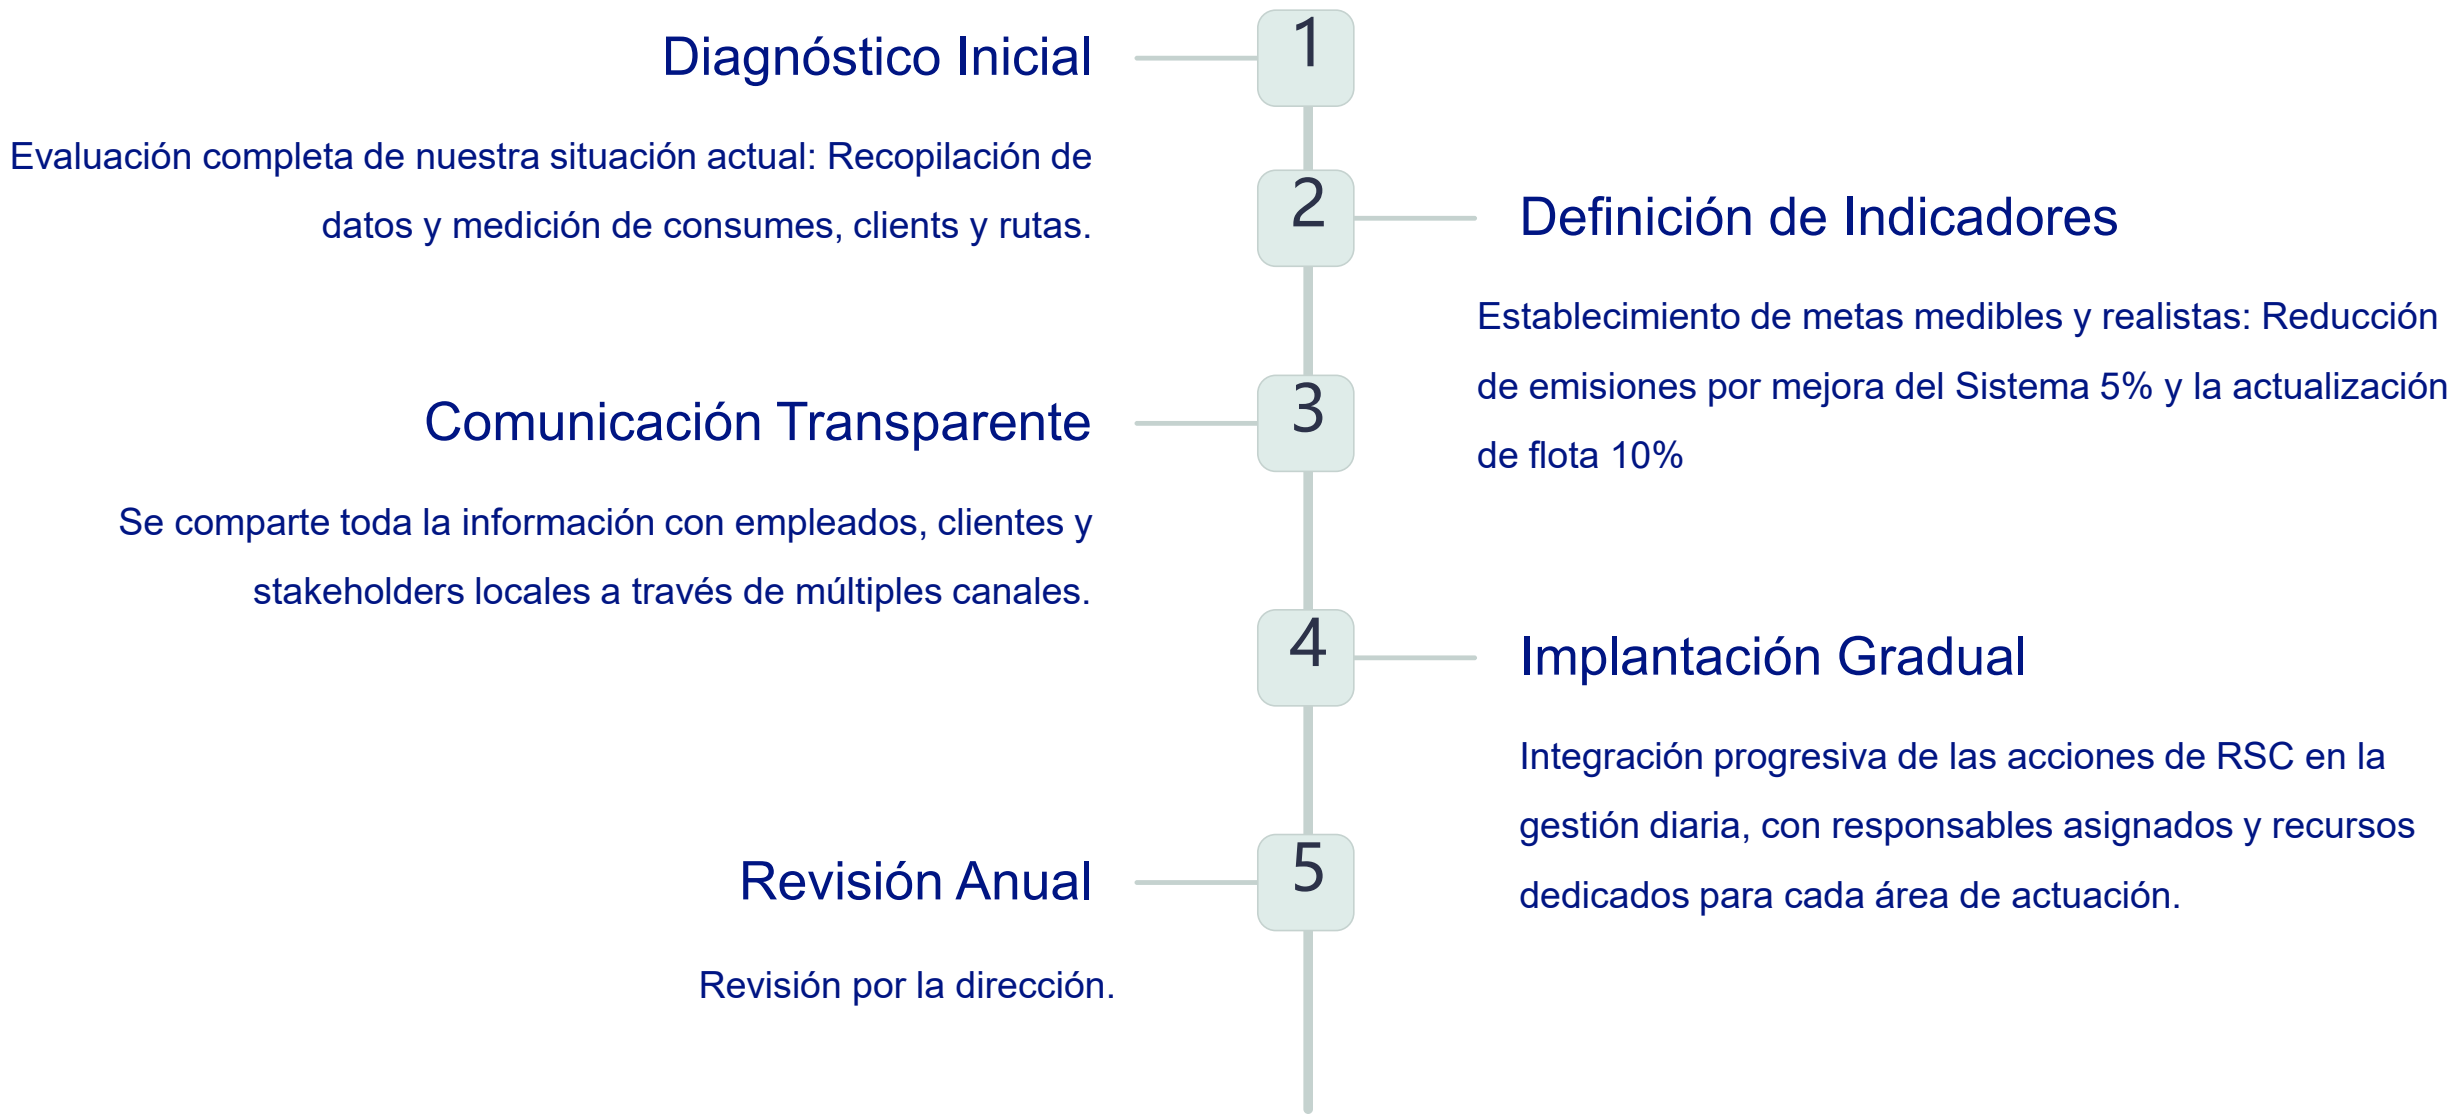 1
Diagnóstico Inicial
Evaluación completa de nuestra situación actual: Recopilación de
datos y medición de consumes, clients y rutas.
2
Definición de Indicadores
Establecimiento de metas medibles y realistas: Reducción
de emisiones por mejora del Sistema 5% y la actualización
de flota 10%
3
Comunicación Transparente
Se comparte toda la información con empleados, clientes y
stakeholders locales a través de múltiples canales.
4
Implantación Gradual
Integración progresiva de las acciones de RSC en la
gestión diaria, con responsables asignados y recursos
dedicados para cada área de actuación.
5
Revisión Anual
Revisión por la dirección.